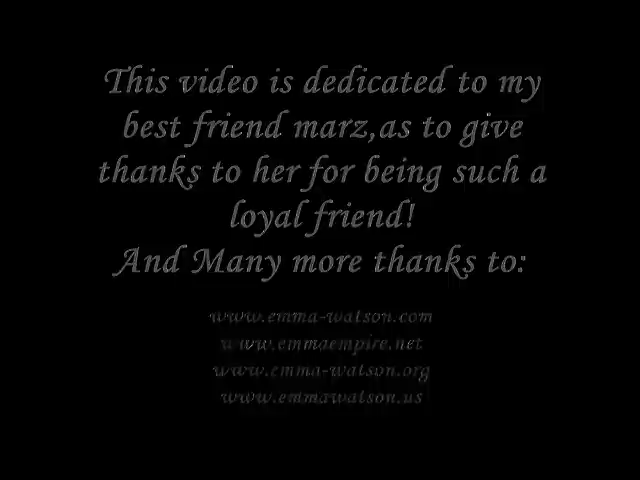 This video is dedicated to my
best friend marz,as to give
thanks to her for being such a
loyal friend!
And Many more thanks to:
www.emma-watson.com
www.emmaempire.net
www.emma-watson.org
www.emmawatson.us